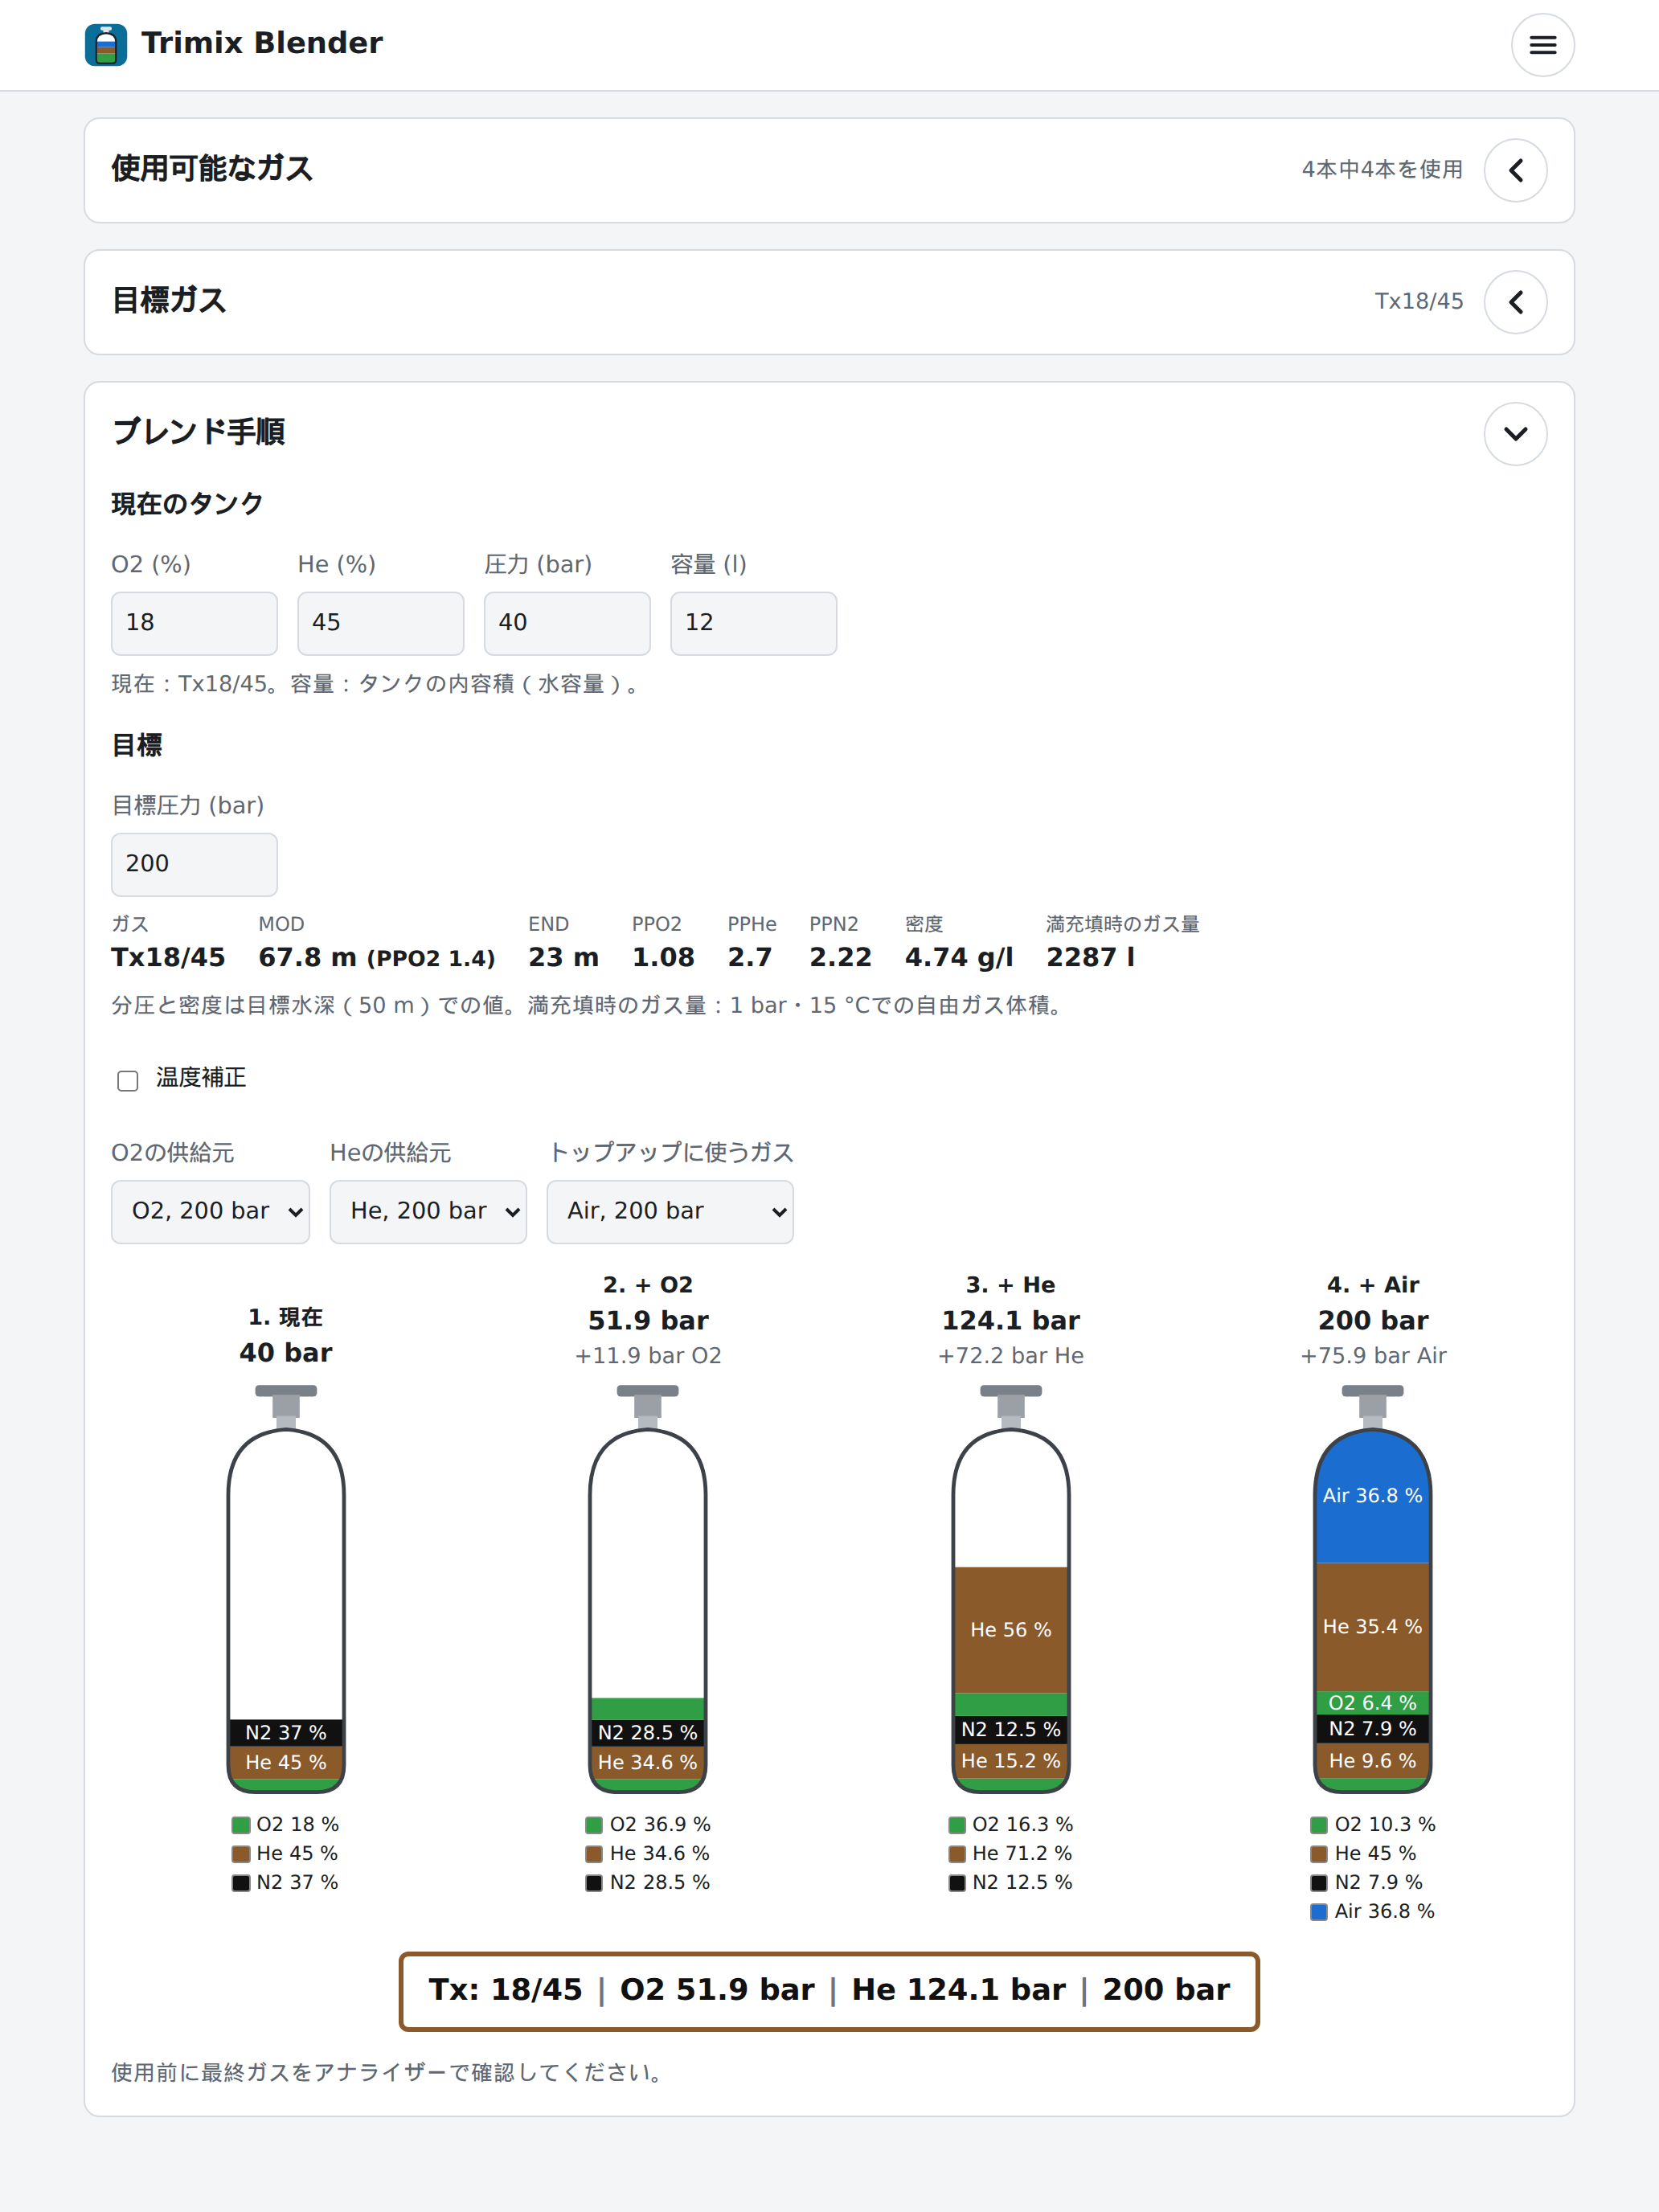 Trimix Blender
使用可能なガス
4本中4本を使用
目標ガス
Tx18/45
ブレンド手順
現在のタンク
O2 (%) He (%) 圧力 (bar) 容量 (l)
18 45 40 12
現在：Tx18/45。容量：タンクの内容積（水容量）。
目標
目標圧力 (bar)
200
ガス MOD END PPO2 PPHe PPN2 密度 満充填時のガス量
Tx18/45 67.8 m (PPO2 1.4) 23 m 1.08 2.7 2.22 4.74 g/l 2287 l
分圧と密度は目標水深（50 m）での値。満充填時のガス量：1 bar・15 °Cでの自由ガス体積。
温度補正
O2の供給元 Heの供給元 トップアップに使うガス
O2, 200 bar He, 200 bar Air, 200 bar
1. 現在
40 bar
N2 37 %
He 45 %
O2 18 %
He 45 %
N2 37 %
2. + O2
51.9 bar
+11.9 bar O2
N2 28.5 %
He 34.6 %
O2 36.9 %
He 34.6 %
N2 28.5 %
3. + He
124.1 bar
+72.2 bar He
He 56 %
N2 12.5 %
He 15.2 %
O2 16.3 %
He 71.2 %
N2 12.5 %
4. + Air
200 bar
+75.9 bar Air
Air 36.8 %
He 35.4 %
O2 6.4 %
N2 7.9 %
He 9.6 %
O2 10.3 %
He 45 %
N2 7.9 %
Air 36.8 %
Tx: 18/45 | O2 51.9 bar | He 124.1 bar | 200 bar
使用前に最終ガスをアナライザーで確認してください。